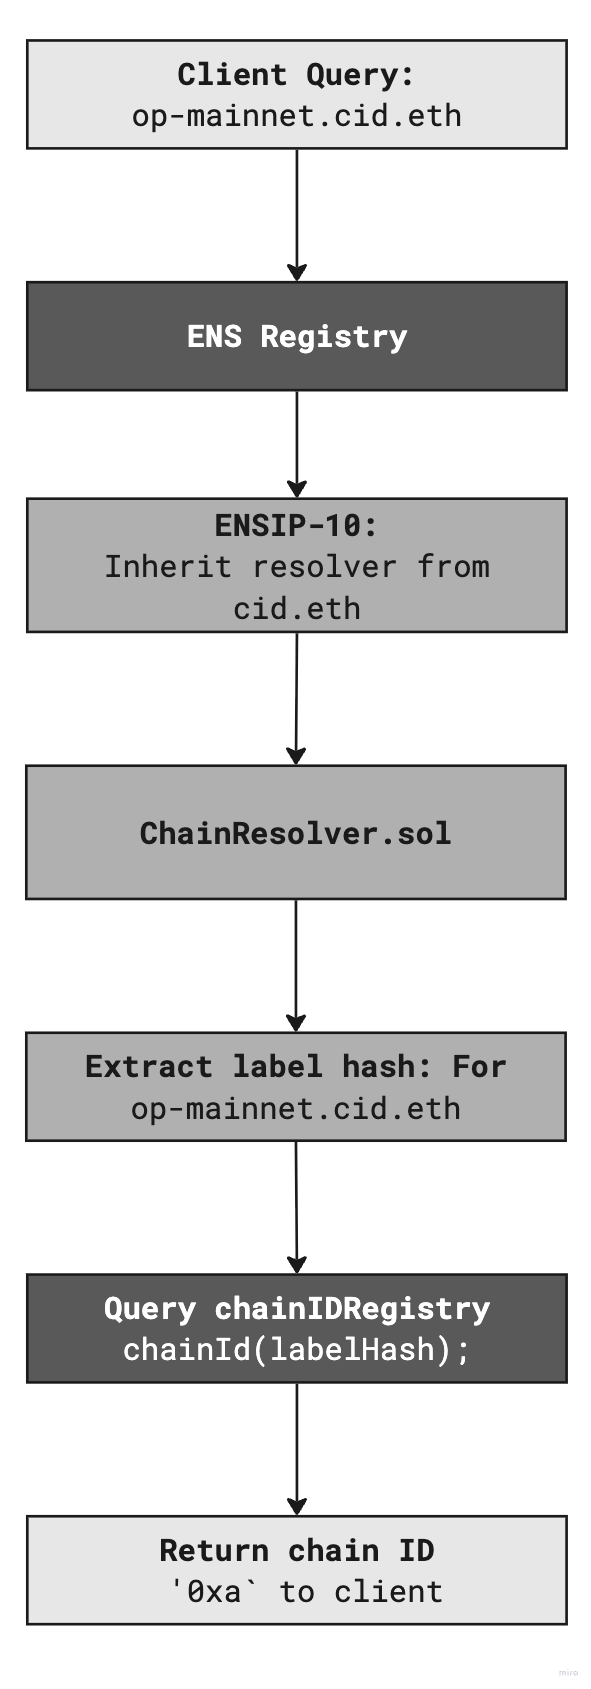 Client Query:
op-mainnet.cid.eth
ENS Registry
ENSIP-10:
Inherit resolver from
cid.eth
ChainResolver.sol
Extract label hash: For
op-mainnet.cid.eth
Query chainIDRegistry
chainId(labelHash);
Return chain ID
'0xa` to client
miro